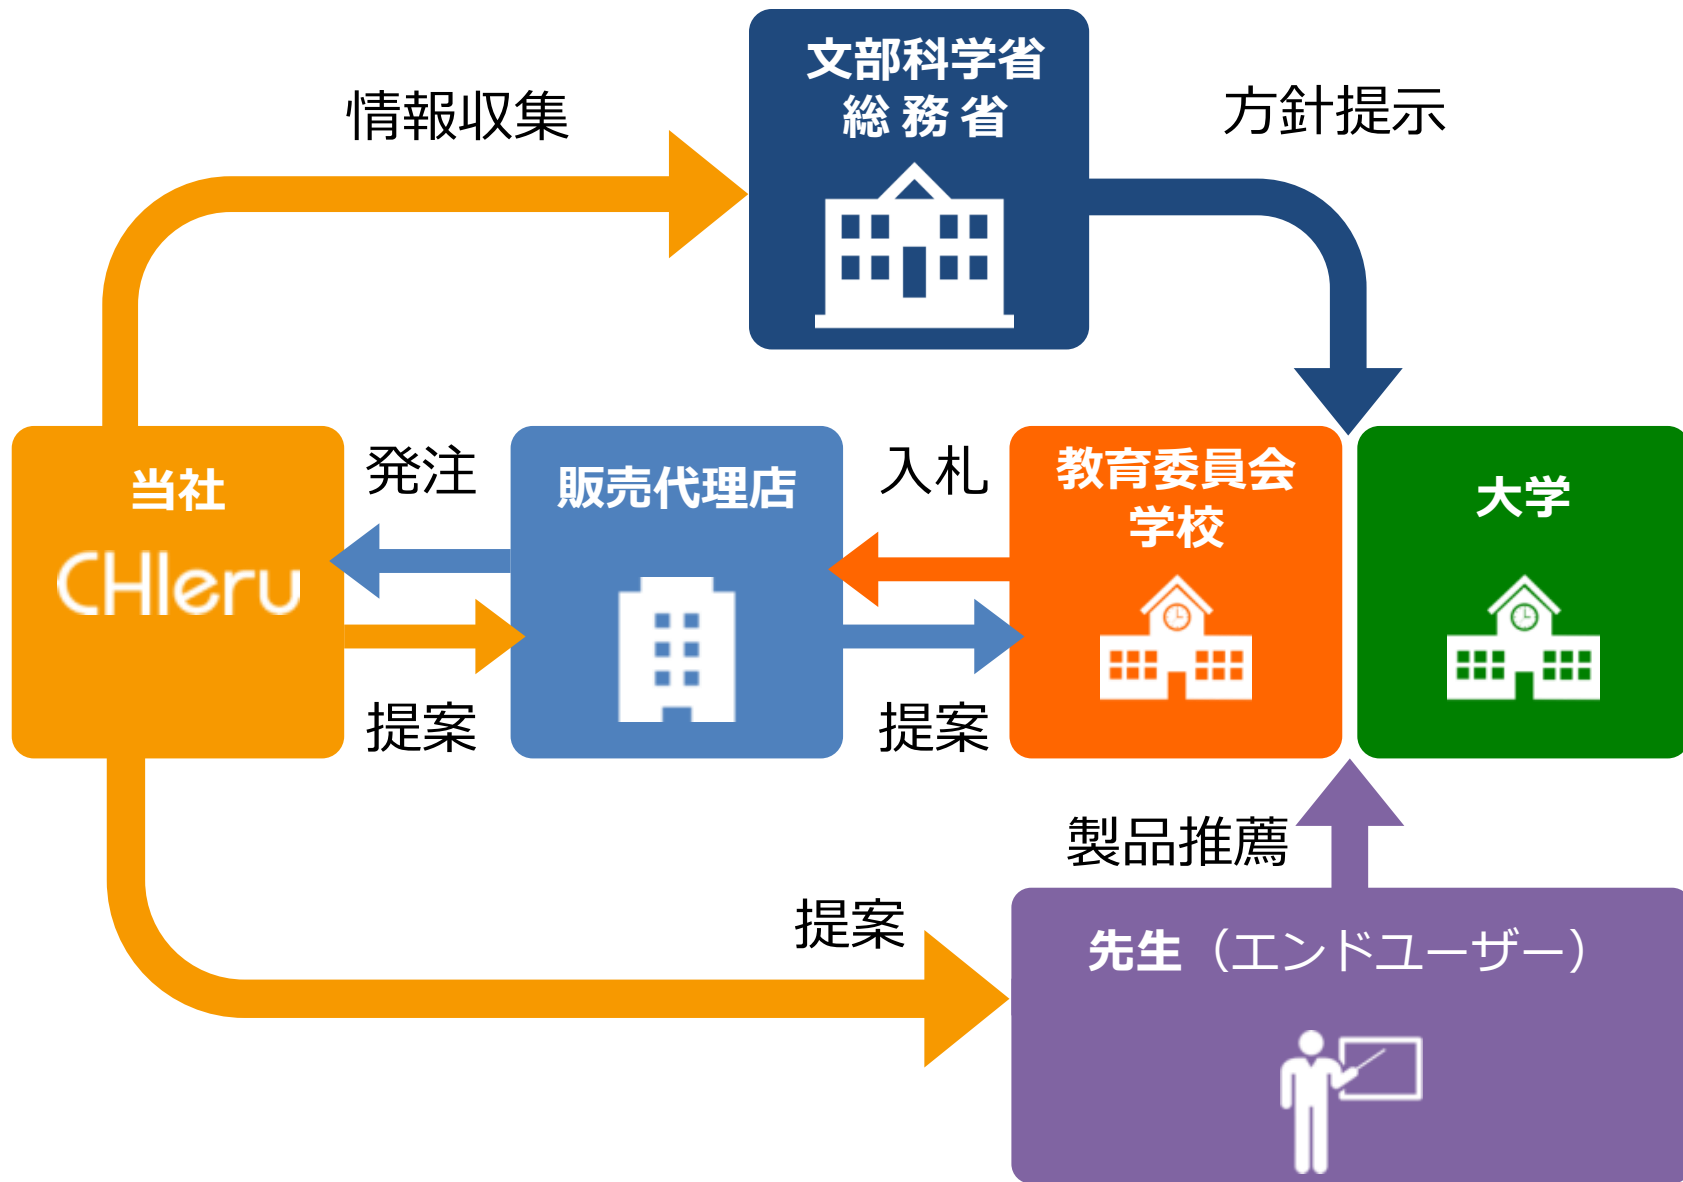 文部科学省
総務省
情報収集
方針提示
当社
CHIeru
発注
提案
販売代理店
入札
提案
教育委員会
学校
大学
製品推薦
提案
先生（エンドユーザー）